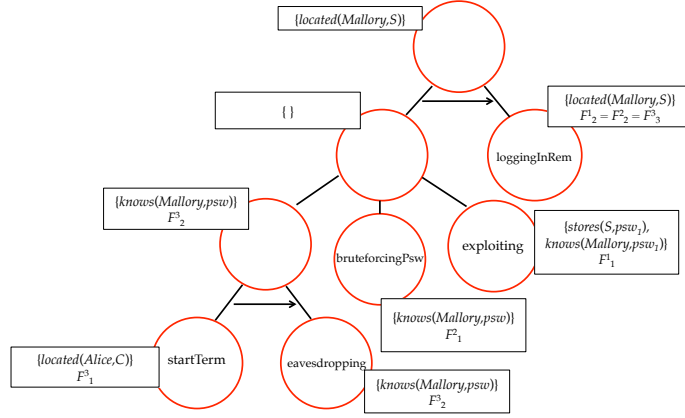 {located(Mallory,S)}
{ }
{located(Mallory,S)}
F¹₂ = F²₂ = F³₃
loggingInRem
{knows(Mallory,psw)}
F³₂
bruteforcingPsw
exploiting
{stores(S,psw₁),
knows(Mallory,psw₁)}
F¹₁
{knows(Mallory,psw)}
F²₁
{located(Alice,C)}
F³₁
startTerm
eavesdropping
{knows(Mallory,psw)}
F³₂